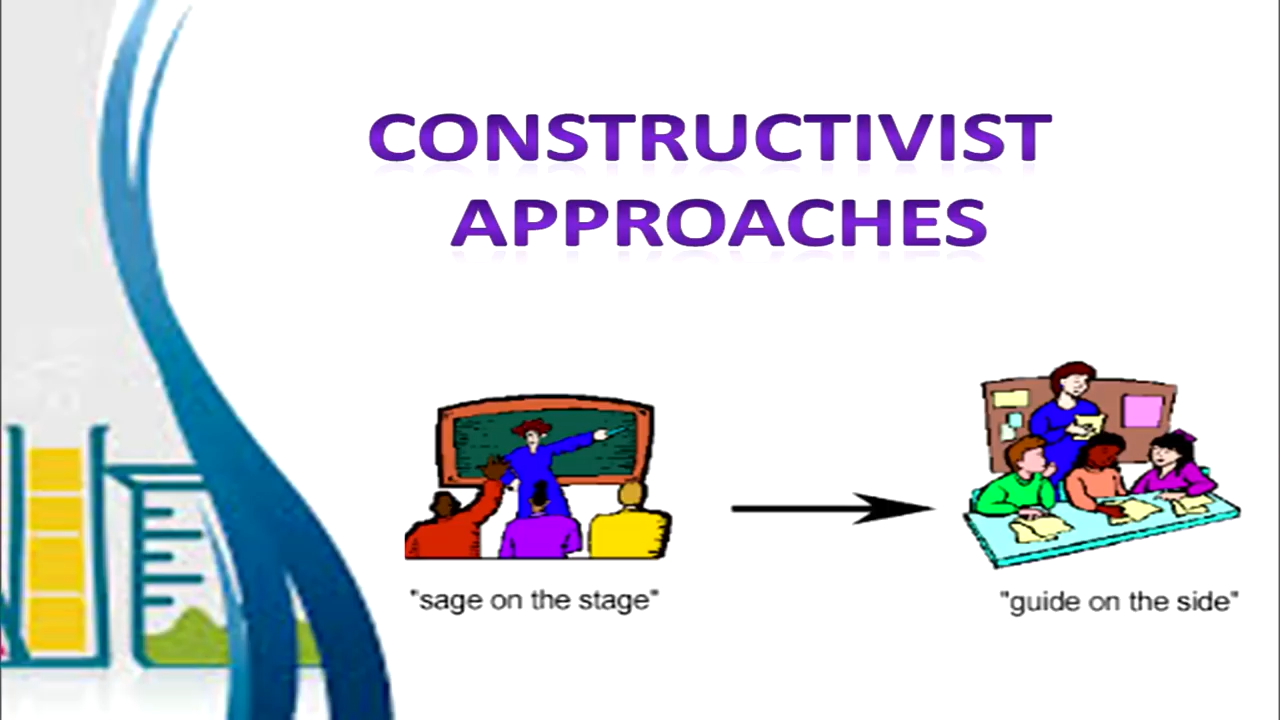 CONSTRUCTIVIST
APPROACHES
"sage on the stage"
"guide on the side"